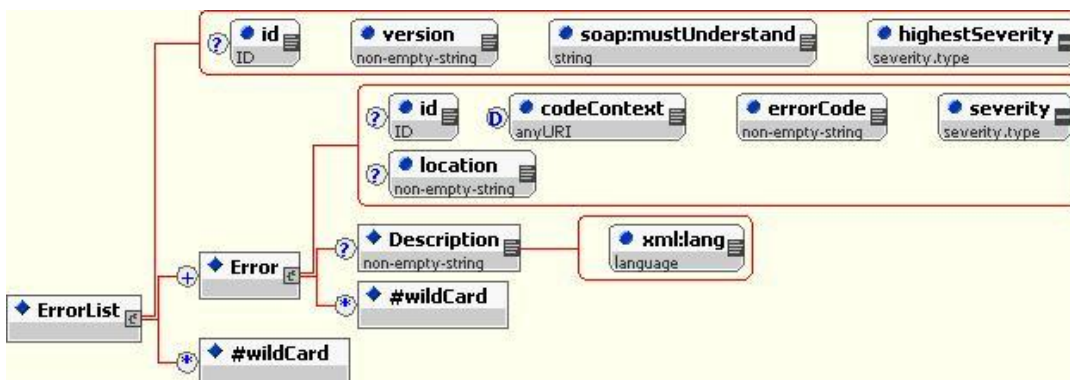 ? id version soap:mustUnderstand highestSeverity
ID non-empty-string string severity.type
? id D codeContext errorCode severity
ID anyURI non-empty-string severity.type
? location
non-empty-string
? Description xml:lang
non-empty-string language
+ Error
* #wildCard
ErrorList
* #wildCard